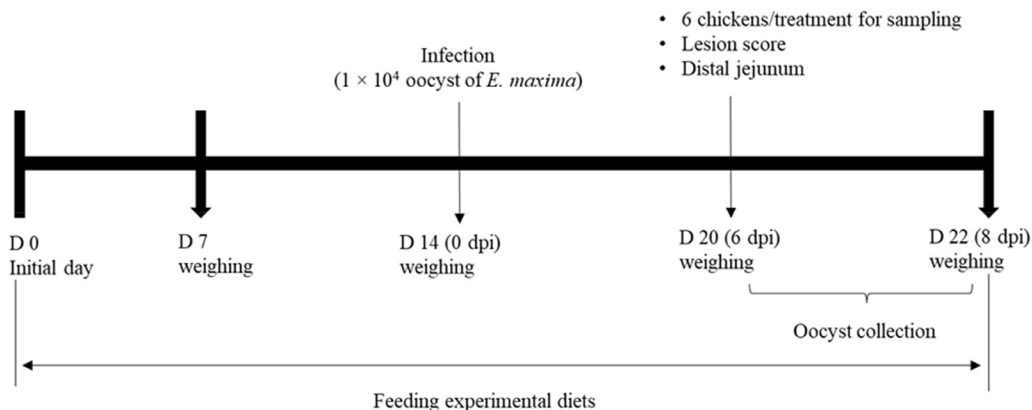 • 6 chickens/treatment for sampling
• Lesion score
• Distal jejunum
Infection
(1 × 10⁴ oocyst of E. maxima)
D 0
Initial day
D 7
weighing
D 14 (0 dpi)
weighing
D 20 (6 dpi)
weighing
D 22 (8 dpi)
weighing
Oocyst collection
Feeding experimental diets